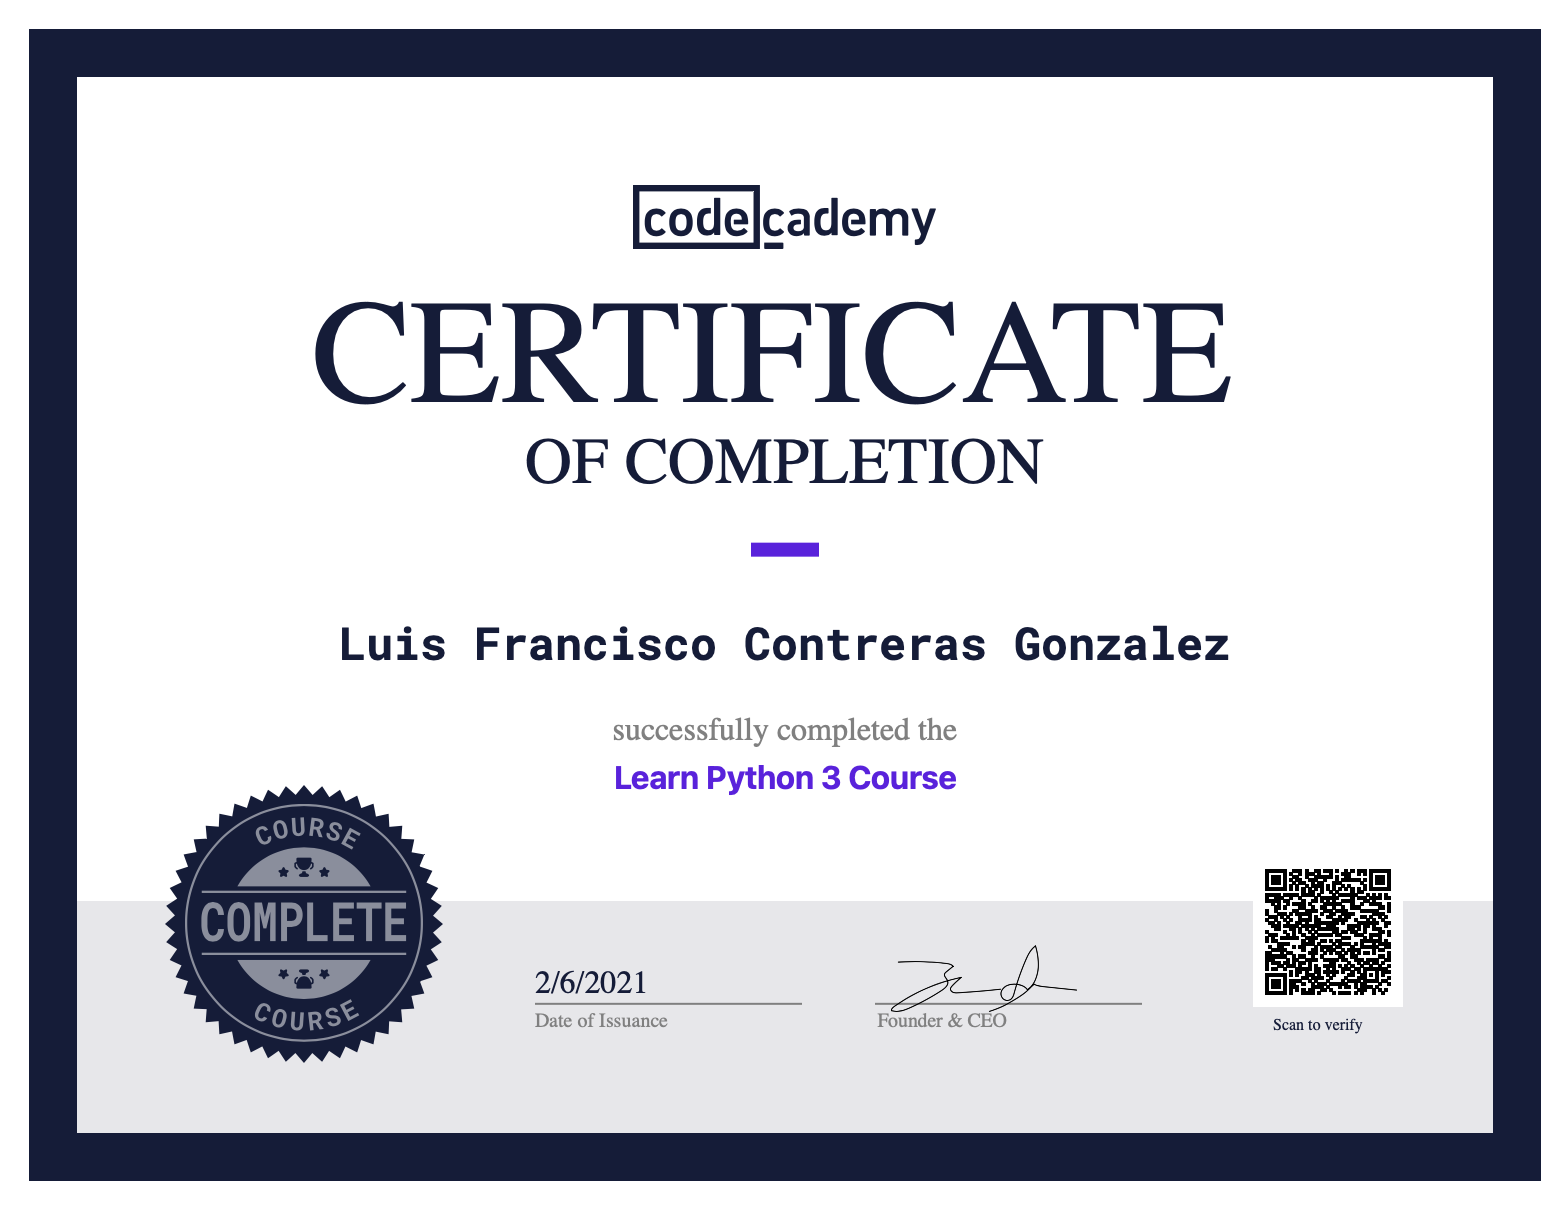 codecademy
CERTIFICATE
OF COMPLETION
Luis Francisco Contreras Gonzalez
successfully completed the
Learn Python 3 Course
COURSE
COMPLETE
COURSE
2/6/2021
Date of Issuance
Founder & CEO
Scan to verify